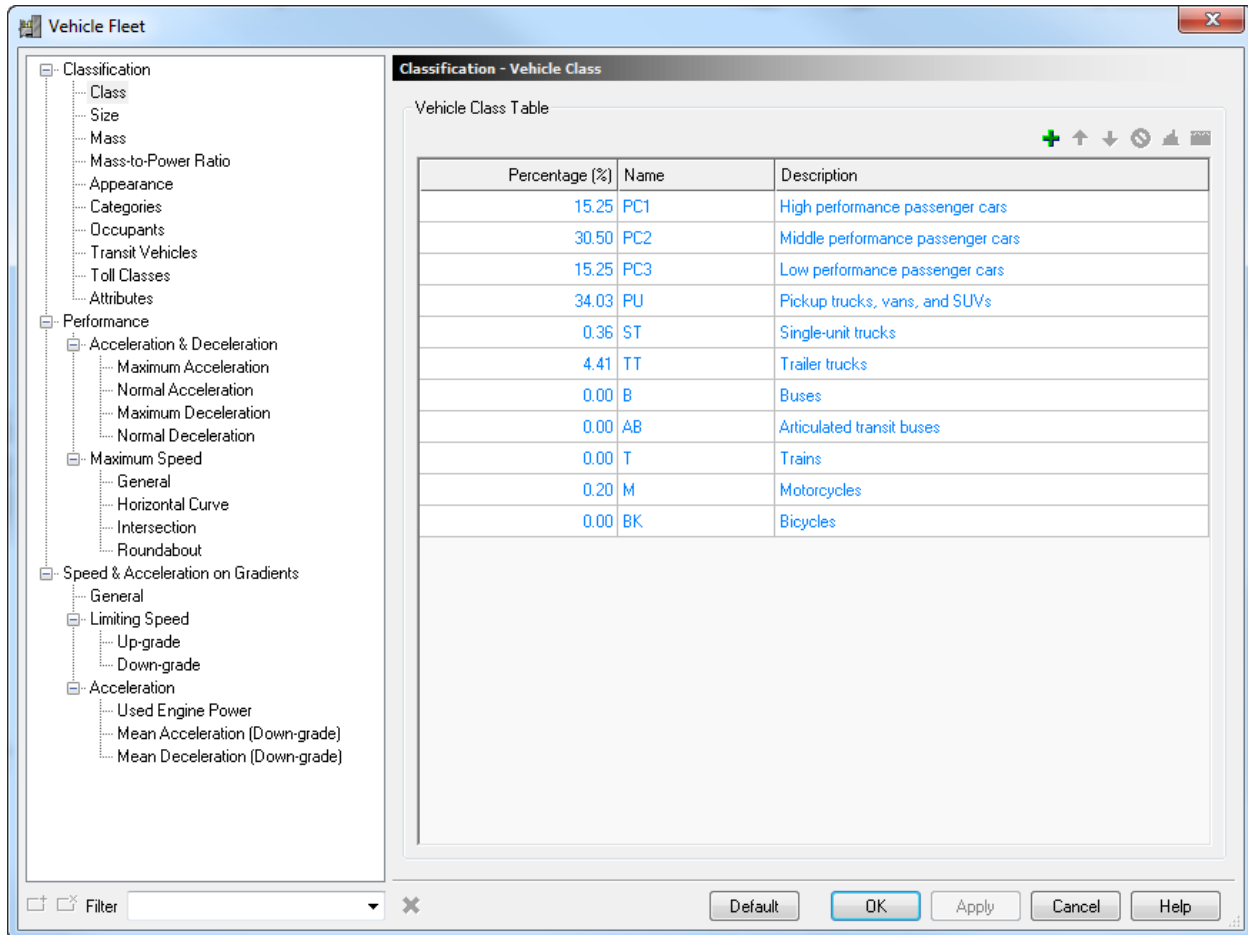 Vehicle Fleet
Classification
Class
Size
Mass
Mass-to-Power Ratio
Appearance
Categories
Occupants
Transit Vehicles
Toll Classes
Attributes
Performance
Acceleration & Deceleration
Maximum Acceleration
Normal Acceleration
Maximum Deceleration
Normal Deceleration
Maximum Speed
General
Horizontal Curve
Intersection
Roundabout
Speed & Acceleration on Gradients
General
Limiting Speed
Up-grade
Down-grade
Acceleration
Used Engine Power
Mean Acceleration (Down-grade)
Mean Deceleration (Down-grade)
Filter
Classification - Vehicle Class
Vehicle Class Table
Percentage (%) Name Description
15.25 PC1 High performance passenger cars
30.50 PC2 Middle performance passenger cars
15.25 PC3 Low performance passenger cars
34.03 PU Pickup trucks, vans, and SUVs
0.36 ST Single-unit trucks
4.41 TT Trailer trucks
0.00 B Buses
0.00 AB Articulated transit buses
0.00 T Trains
0.20 M Motorcycles
0.00 BK Bicycles
Default OK Apply Cancel Help